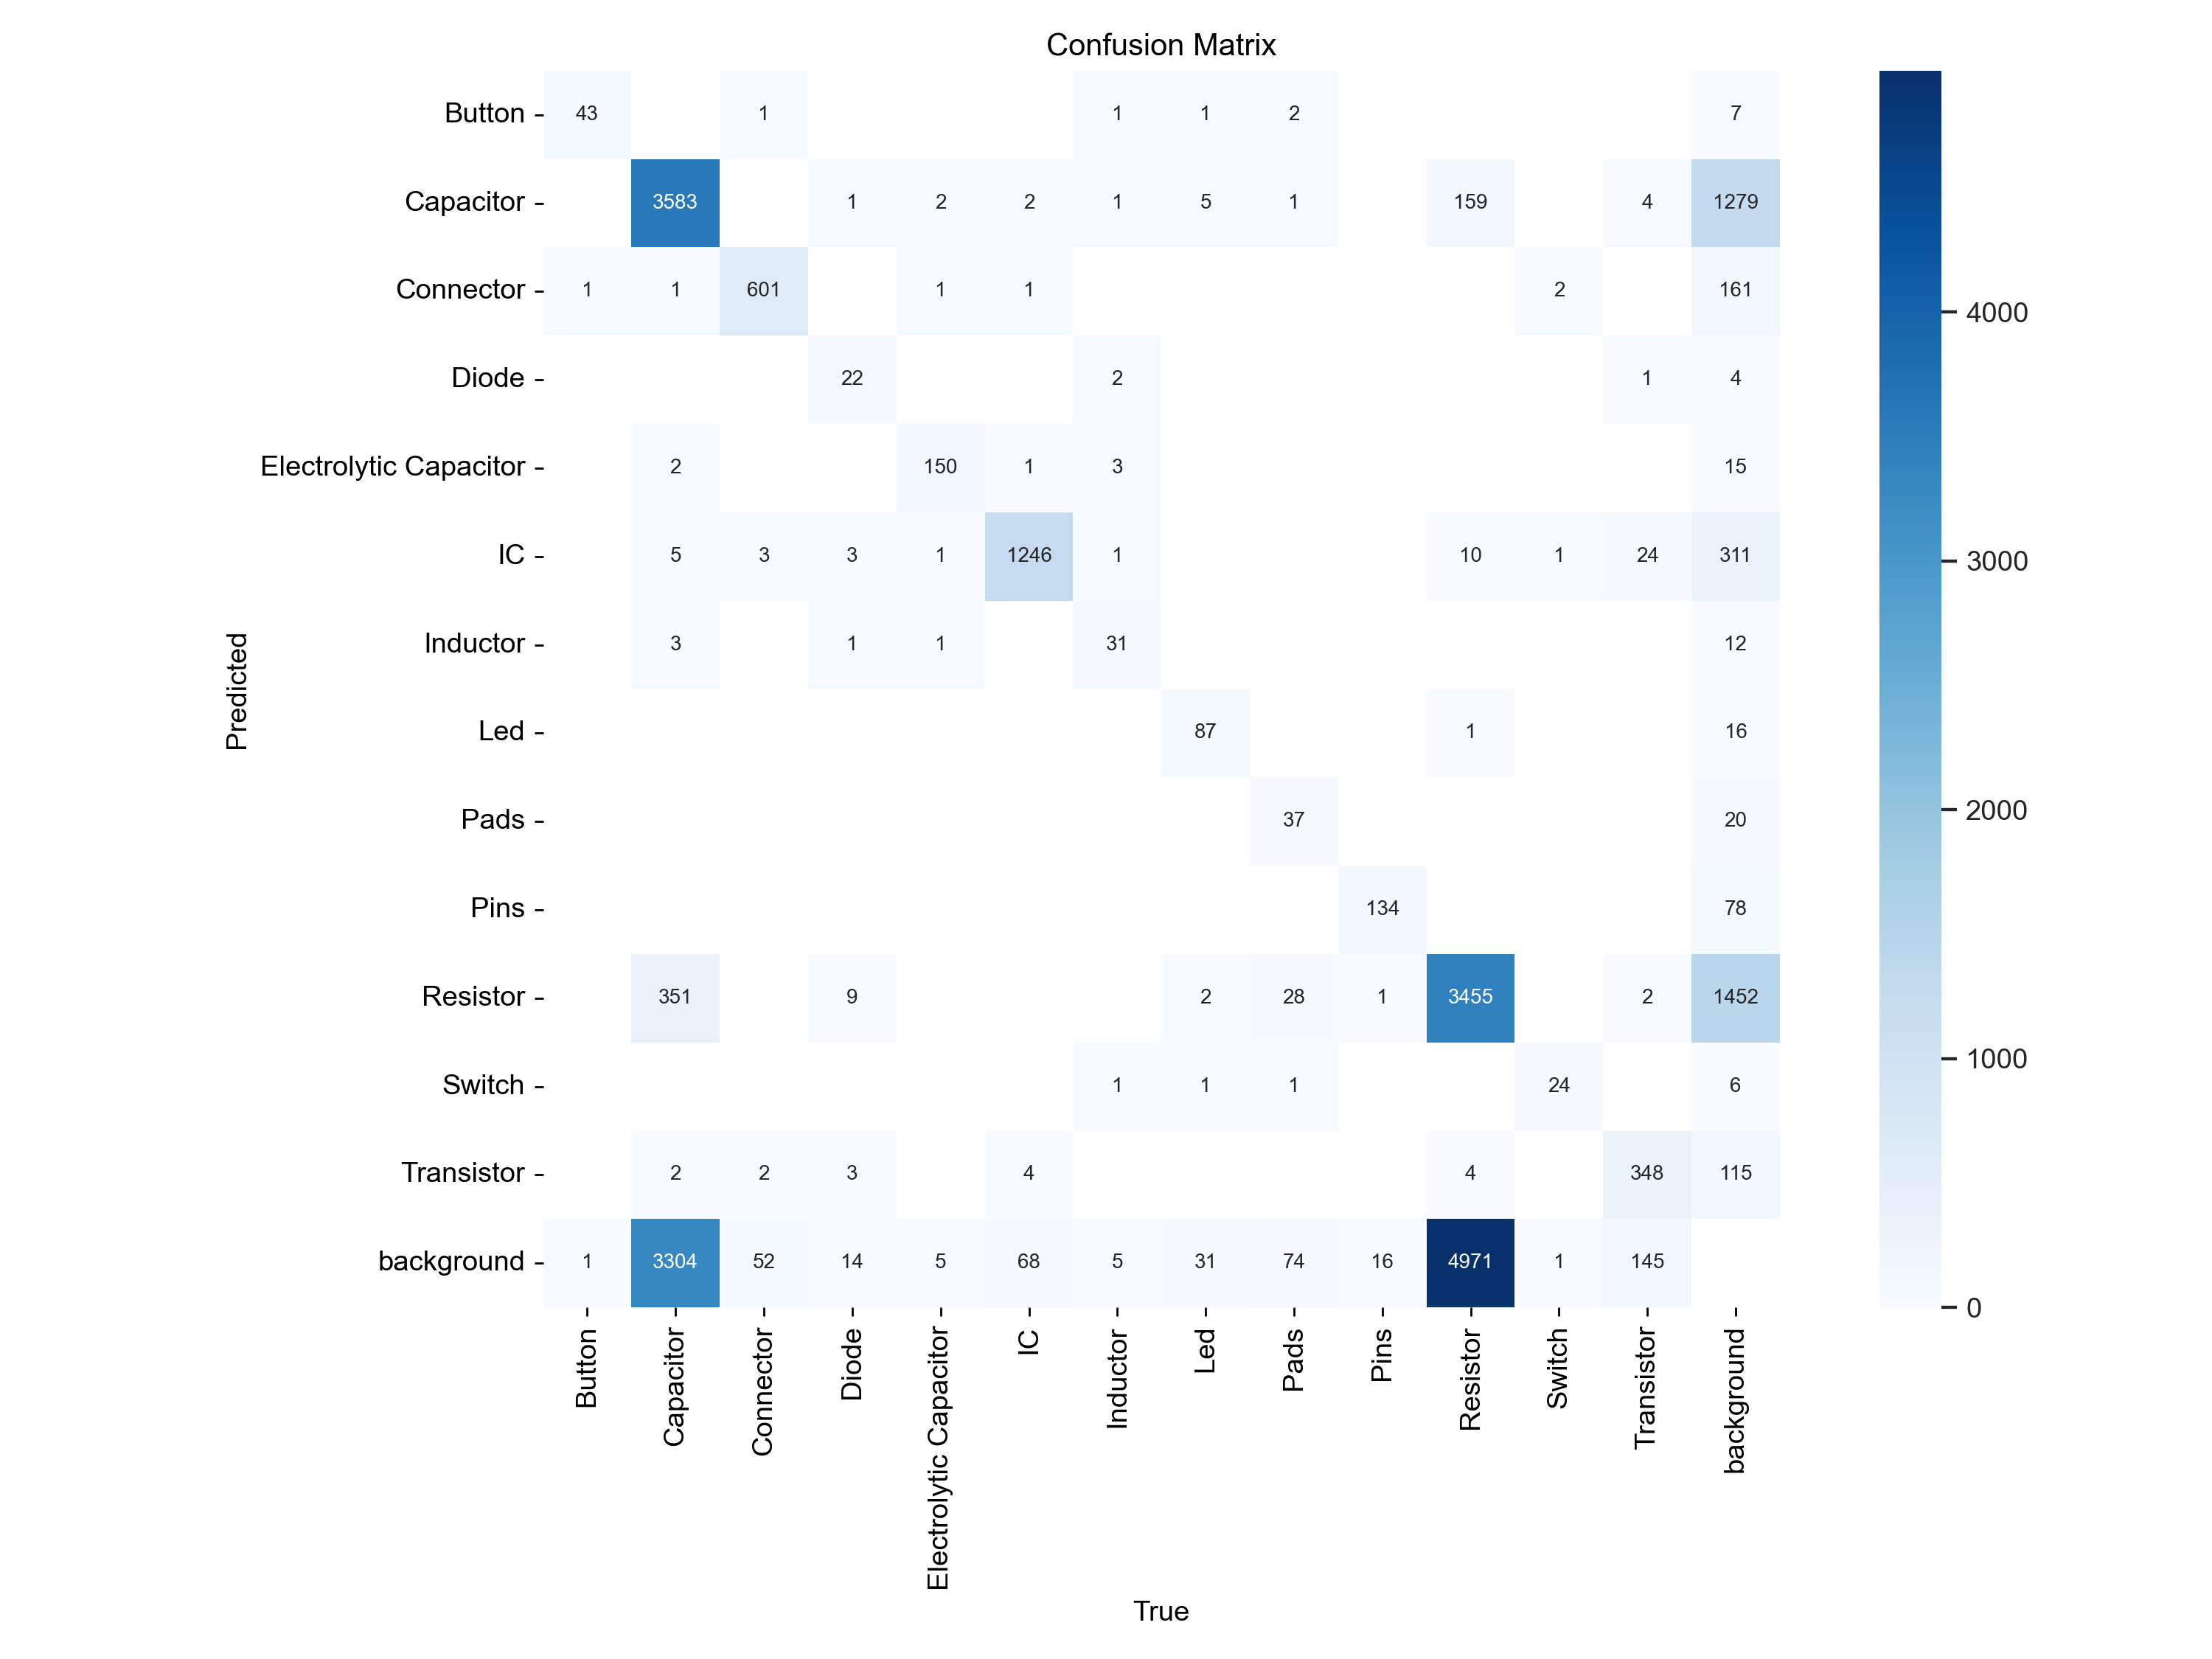 Confusion Matrix
Button 43 1 1 1 2 7
Capacitor 3583 1 2 2 1 5 1 159 4 1279
Connector 1 1 601 1 1 2 161
Diode 22 2 1 4
Electrolytic Capacitor 2 150 1 3 15
IC 5 3 3 1 1246 1 10 1 24 311
Inductor 3 1 1 31 12
Led 87 1 16
Pads 37 20
Pins 134 78
Resistor 351 9 2 28 1 3455 2 1452
Switch 1 1 1 24 6
Transistor 2 2 3 4 4 348 115
background 1 3304 52 14 5 68 5 31 74 16 4971 1 145
Predicted
Button
Capacitor
Connector
Diode
Electrolytic Capacitor
IC
Inductor
Led
Pads
Pins
Resistor
Switch
Transistor
background
True
4000
3000
2000
1000
0